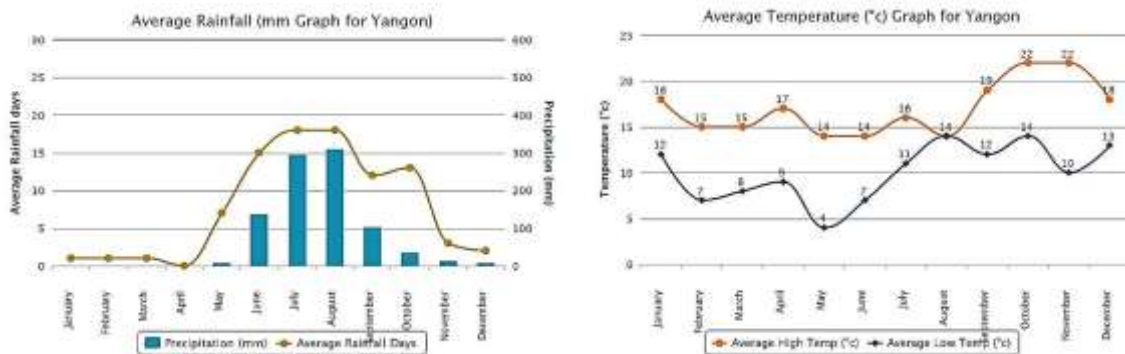 Average Rainfall (mm Graph for Yangon)
30
25
20
15
10
5
0
Average Rainfall days
600
500
400
300
200
100
0
Precipitation (mm)
January
February
March
April
May
June
July
August
September
October
November
December
Precipitation (mm)
Average Rainfall Days
Average Temperature (°c) Graph for Yangon
25
20
15
10
5
0
Temperature (°c)
18
15
15
17
14
14
16
14
19
22
22
18
12
7
8
9
4
7
11
12
14
10
13
January
February
March
April
May
June
July
August
September
October
November
December
Average High Temp (°c)
Average Low Temp (°c)